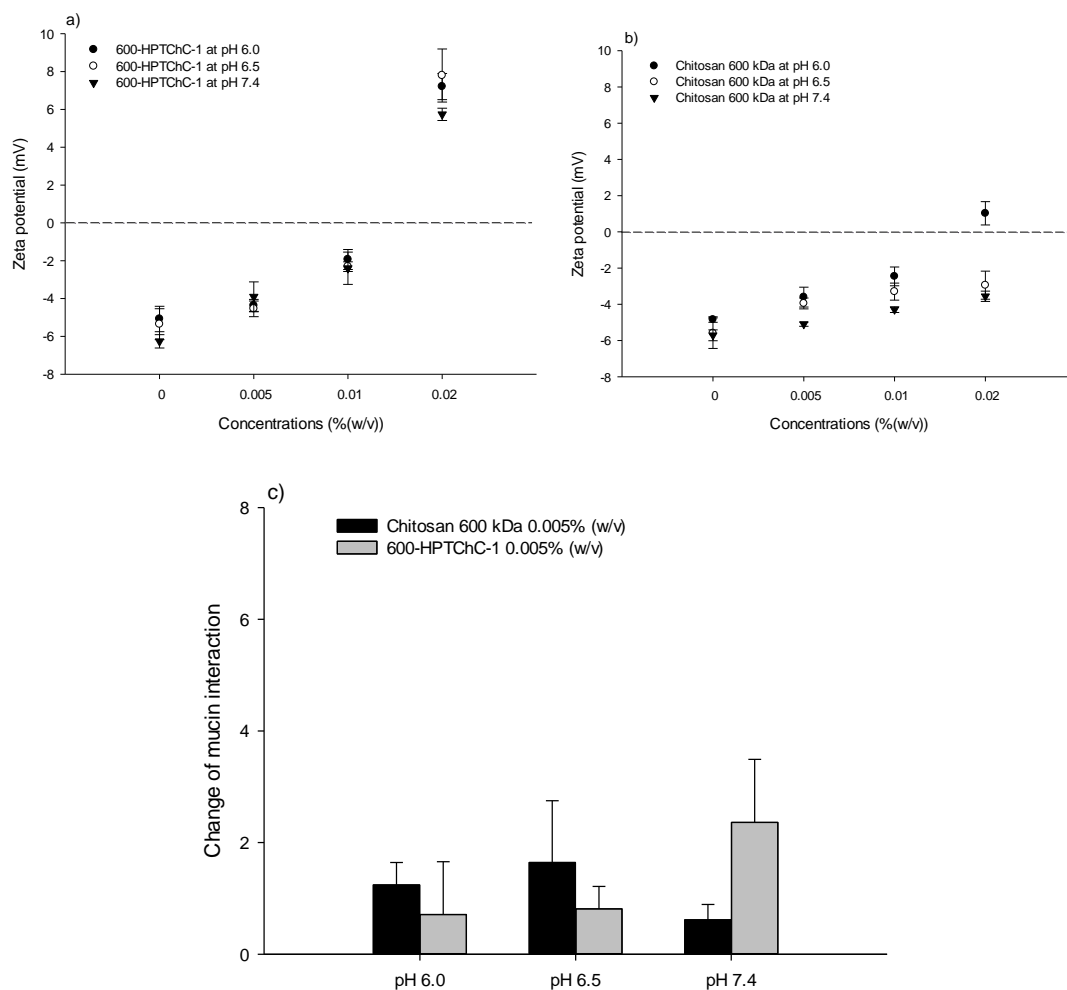 a)
600-HPTChC-1 at pH 6.0
600-HPTChC-1 at pH 6.5
600-HPTChC-1 at pH 7.4
Zeta potential (mV)
10
8
6
4
2
0
-2
-4
-6
-8
0 0.005 0.01 0.02
Concentrations (%(w/v))
b)
Chitosan 600 kDa at pH 6.0
Chitosan 600 kDa at pH 6.5
Chitosan 600 kDa at pH 7.4
Zeta potential (mV)
10
8
6
4
2
0
-2
-4
-6
-8
0 0.005 0.01 0.02
Concentrations (%(w/v))
c)
Chitosan 600 kDa 0.005% (w/v)
600-HPTChC-1 0.005% (w/v)
Change of mucin interaction
8
6
4
2
0
pH 6.0 pH 6.5 pH 7.4